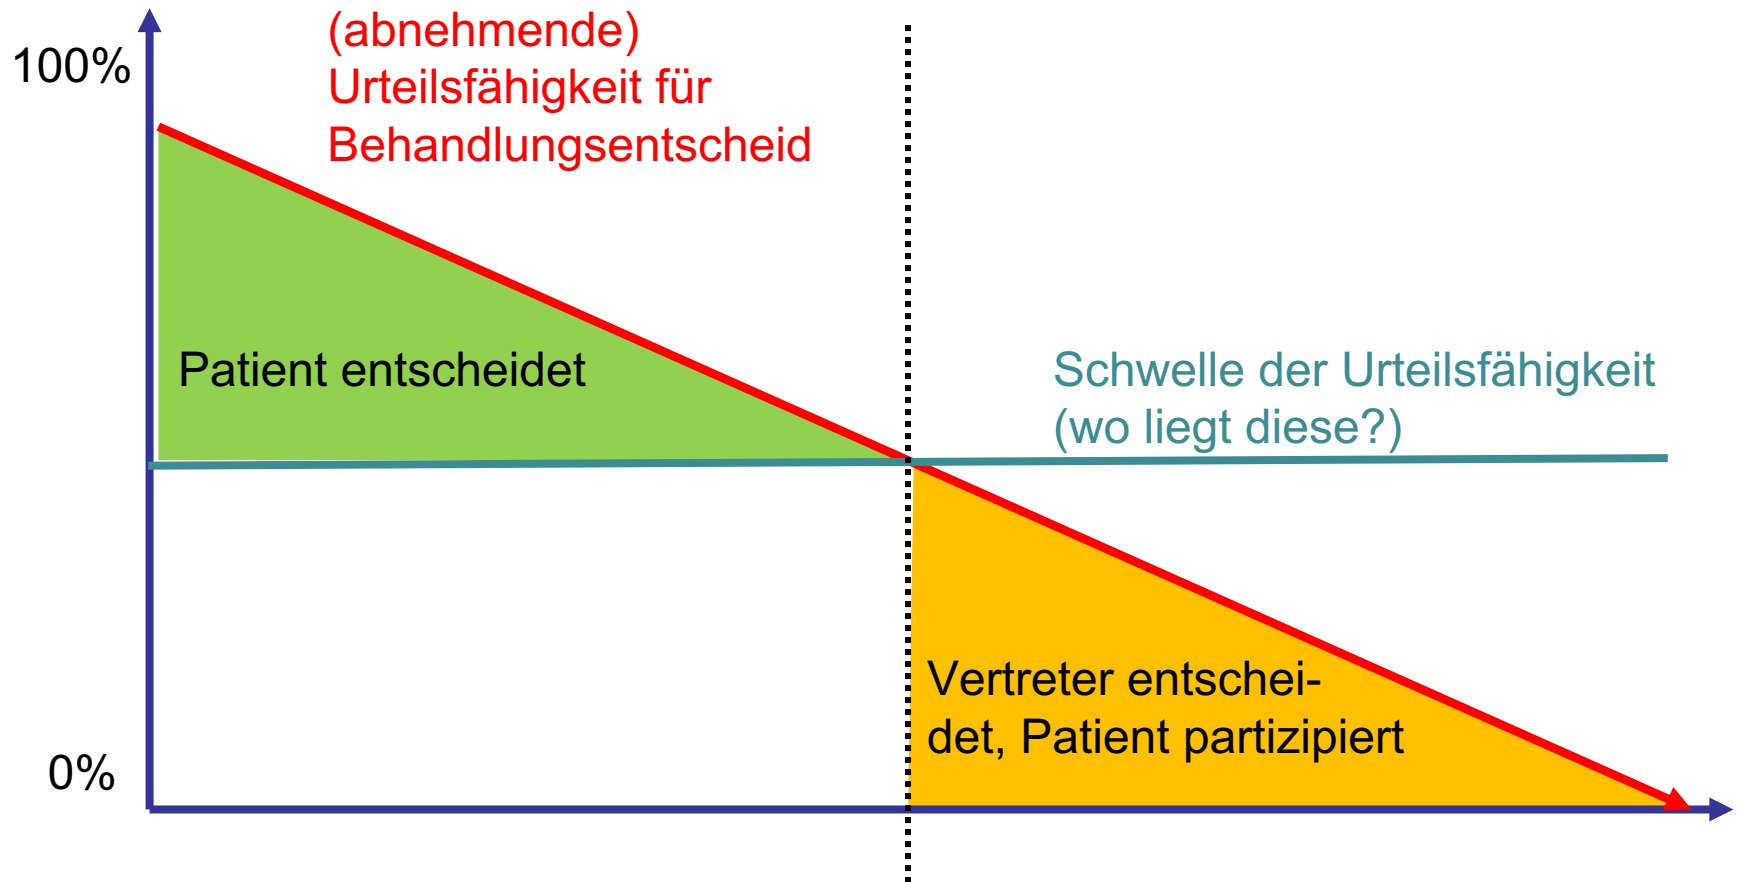 100%
(abnehmende)
Urteilsfähigkeit für
Behandlungsentscheid
Patient entscheidet
Schwelle der Urteilsfähigkeit
(wo liegt diese?)
Vertreter entschei-
det, Patient partizipiert
0%